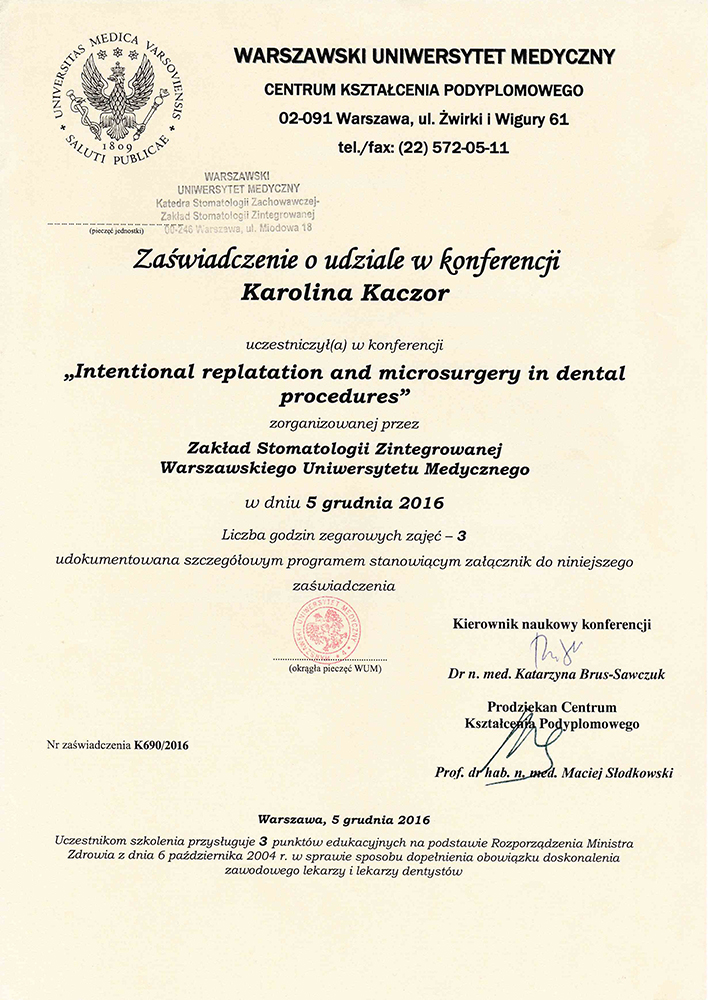 UNIVERSITAS MEDICA VARSOVIENSIS
1809
SALUTI PUBLICAE
WARSZAWSKI UNIWERSYTET MEDYCZNY
CENTRUM KSZTAŁCENIA PODYPLOMOWEGO
02-091 Warszawa, ul. Żwirki i Wigury 61
tel./fax: (22) 572-05-11
WARSZAWSKI
UNIWERSYTET MEDYCZNY
Katedra Stomatologii Zachowawczej-
Zakład Stomatologii Zintegrowanej
00-246 Warszawa, ul. Miodowa 18
(pieczęć jednostki)
Zaświadczenie o udziale w konferencji
Karolina Kaczor
uczestniczył(a) w konferencji
„Intentional replatation and microsurgery in dental
procedures”
zorganizowanej przez
Zakład Stomatologii Zintegrowanej
Warszawskiego Uniwersytetu Medycznego
w dniu 5 grudnia 2016
Liczba godzin zegarowych zajęć – 3
udokumentowana szczegółowym programem stanowiącym załącznik do niniejszego
zaświadczenia
WARSZAWSKI UNIWERSYTET MEDYCZNY
(okrągła pieczęć WUM)
Kierownik naukowy konferencji
Dr n. med. Katarzyna Brus-Sawczuk
Prodziekan Centrum
Kształcenia Podyplomowego
Prof. dr hab. n. med. Maciej Słodkowski
Nr zaświadczenia K690/2016
Warszawa, 5 grudnia 2016
Uczestnikom szkolenia przysługuje 3 punktów edukacyjnych na podstawie Rozporządzenia Ministra
Zdrowia z dnia 6 października 2004 r. w sprawie sposobu dopełnienia obowiązku doskonalenia
zawodowego lekarzy i lekarzy dentystów